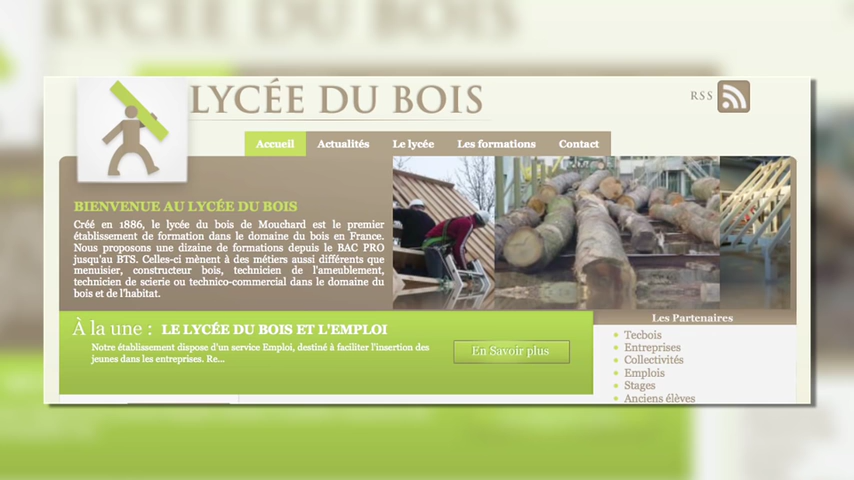 LYCÉE DU BOIS
RSS
Accueil Actualités Le lycée Les formations Contact
BIENVENUE AU LYCÉE DU BOIS
Créé en 1886, le lycée du bois de Mouchard est le premier
établissement de formation dans le domaine du bois en France.
Nous proposons une dizaine de formations depuis le BAC PRO
jusqu'au BTS. Celles-ci mènent à des métiers aussi différents que
menuisier, constructeur bois, technicien de l'ameublement,
technicien de scierie ou technico-commercial dans le domaine du
bois et de l'habitat.
À la une : LE LYCÉE DU BOIS ET L'EMPLOI
Notre établissement dispose d'un service Emploi, destiné à faciliter l'insertion des
jeunes dans les entreprises. Re...
En Savoir plus
Les Partenaires
Tecbois
Entreprises
Collectivités
Emplois
Stages
Anciens élèves